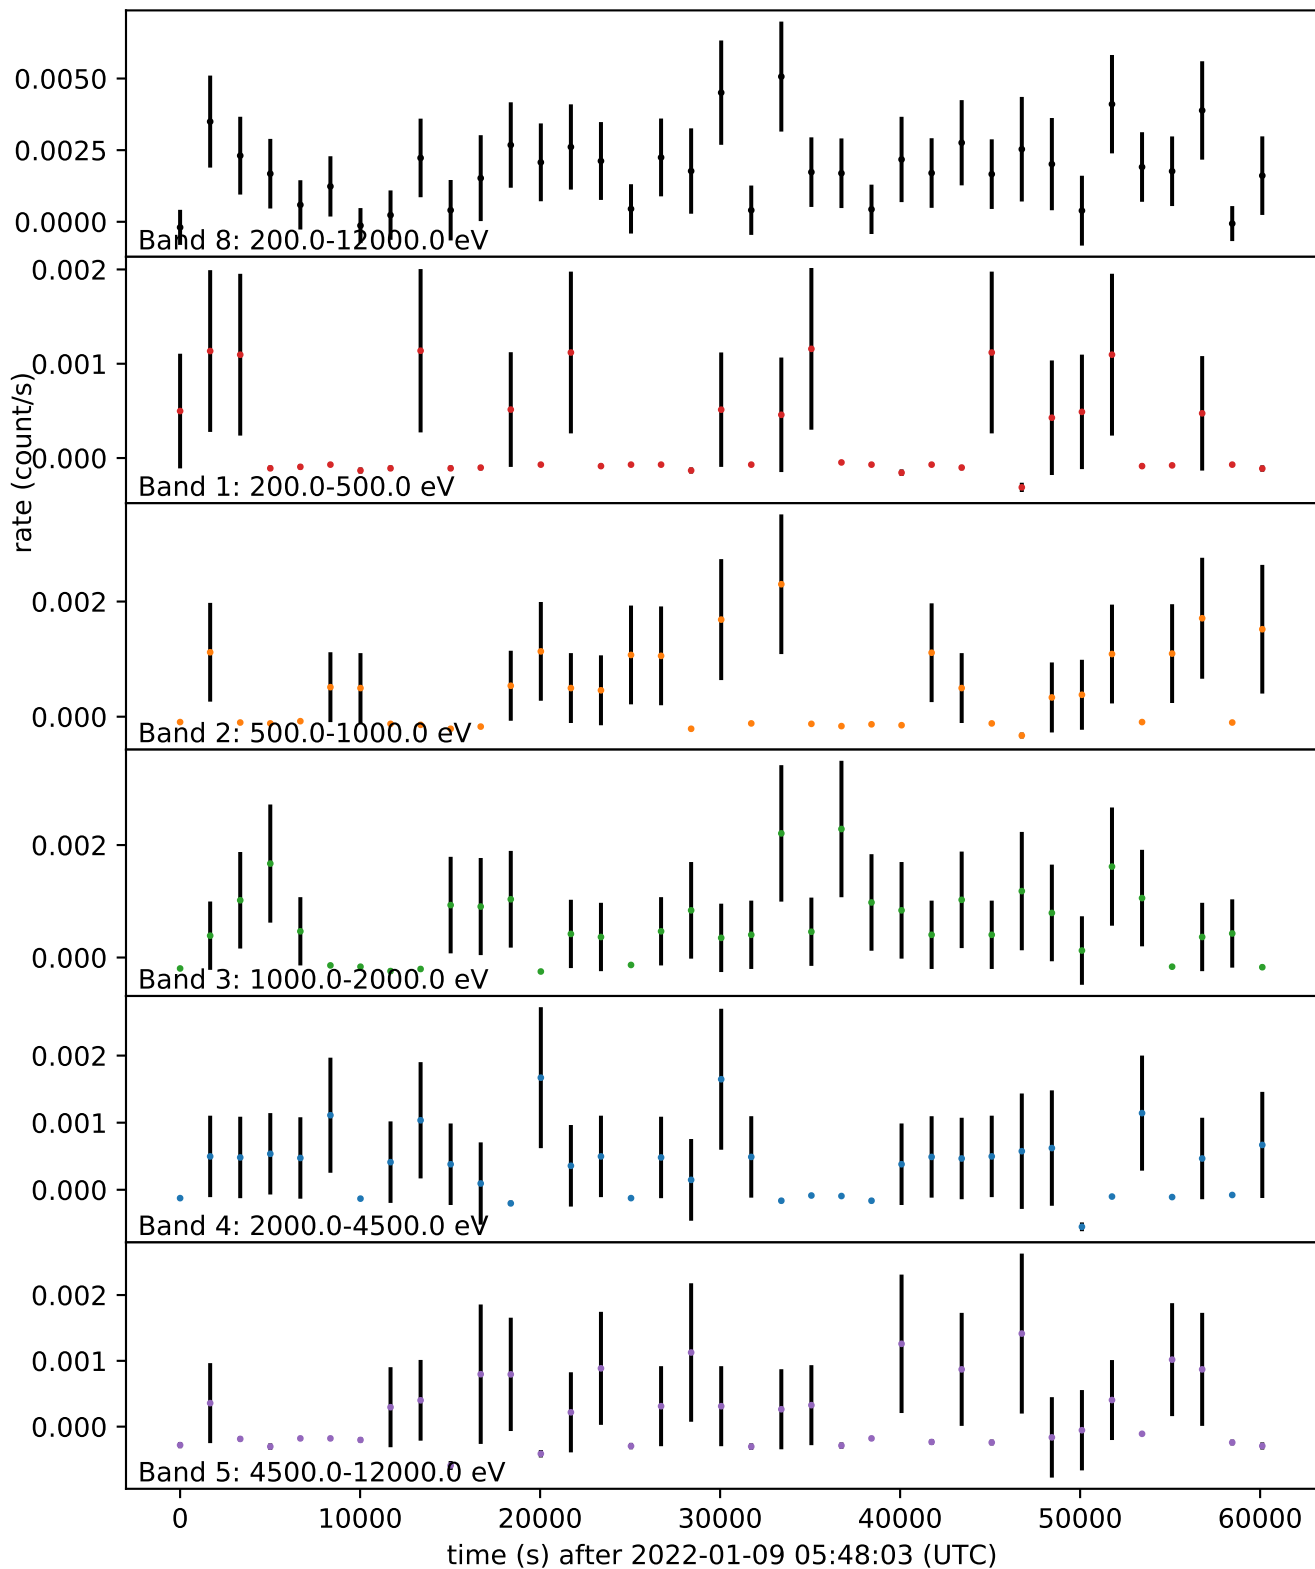 0.0050
0.0025
0.0000
Band 8: 200.0-12000.0 eV
0.002
0.001
0.000
Band 1: 200.0-500.0 eV
rate (count/s)
0.002
0.000
Band 2: 500.0-1000.0 eV
0.002
0.000
Band 3: 1000.0-2000.0 eV
0.002
0.001
0.000
Band 4: 2000.0-4500.0 eV
0.002
0.001
0.000
Band 5: 4500.0-12000.0 eV
0 10000 20000 30000 40000 50000 60000
time (s) after 2022-01-09 05:48:03 (UTC)